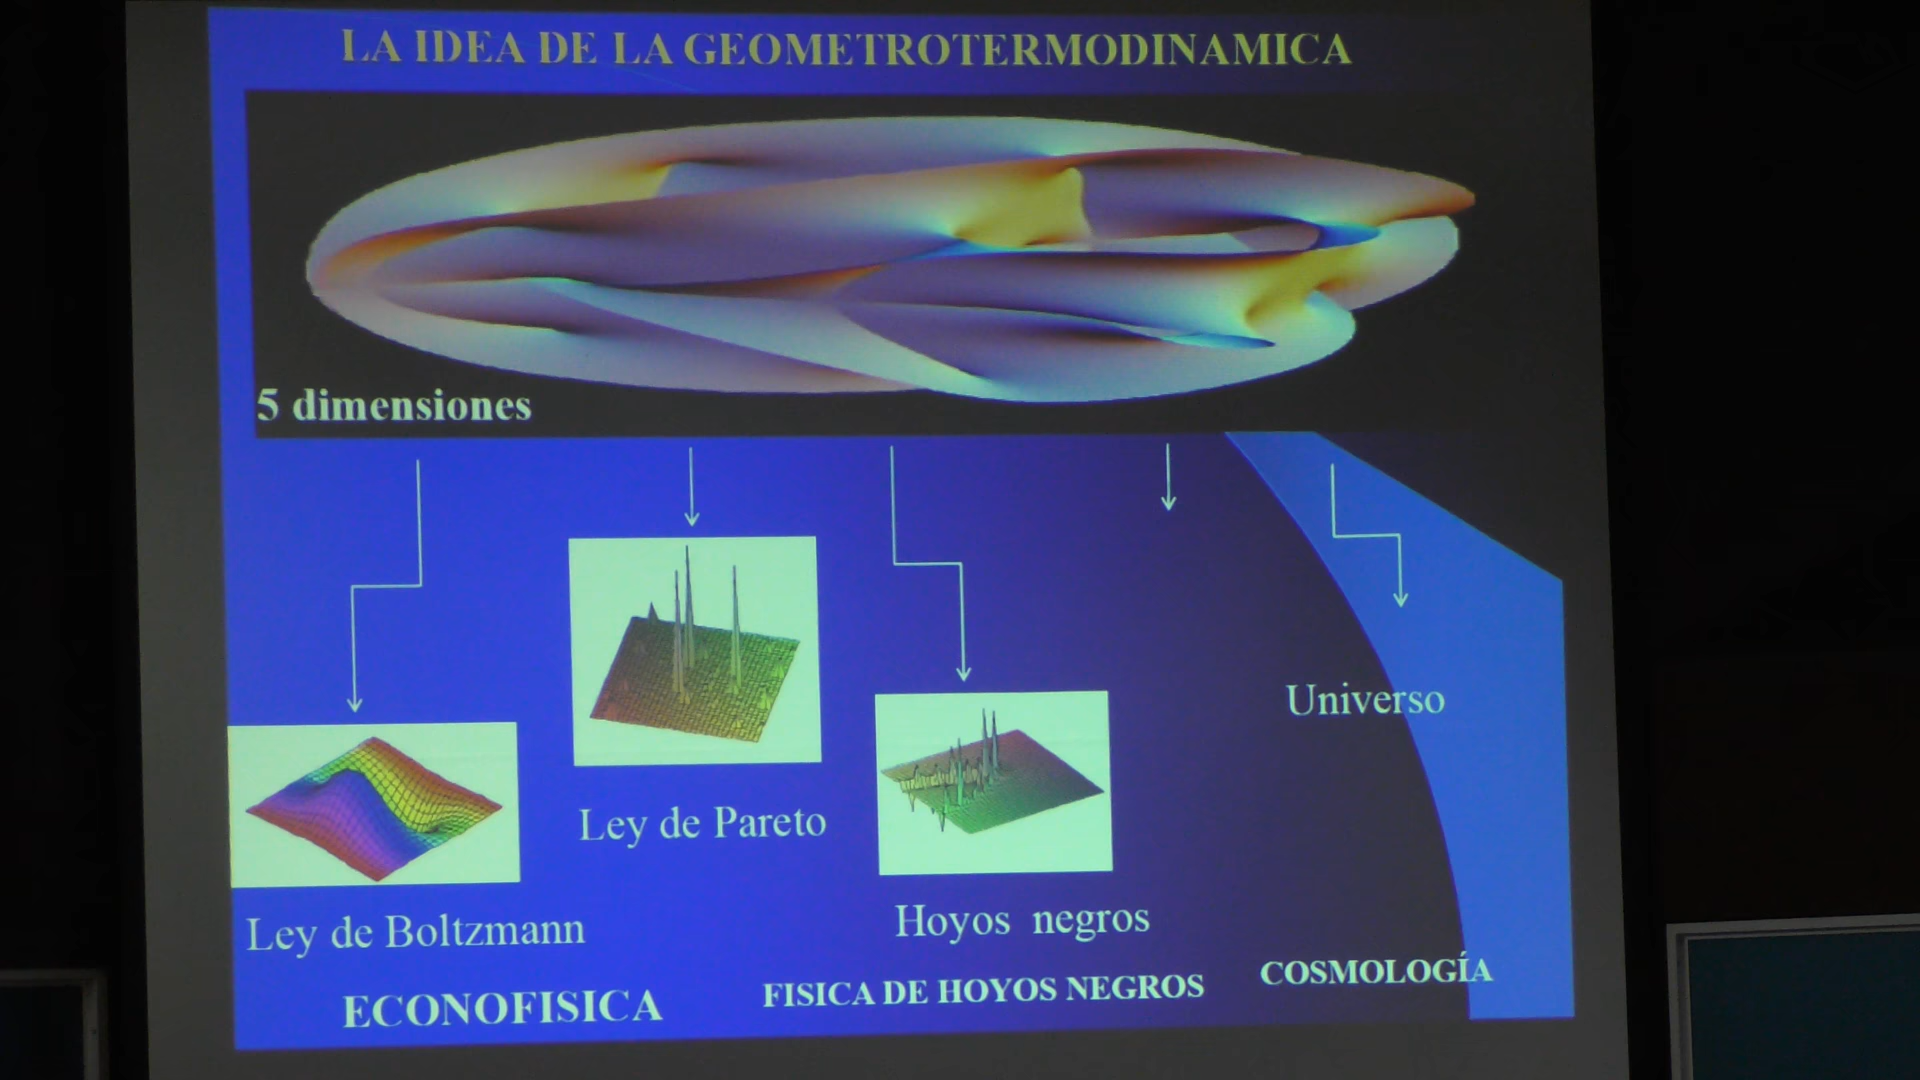 LA IDEA DE LA GEOMETROTERMODINAMICA
5 dimensiones
Universo
Ley de Pareto
Hoyos negros
Ley de Boltzmann
COSMOLOGÍA
FISICA DE HOYOS NEGROS
ECONOFISICA